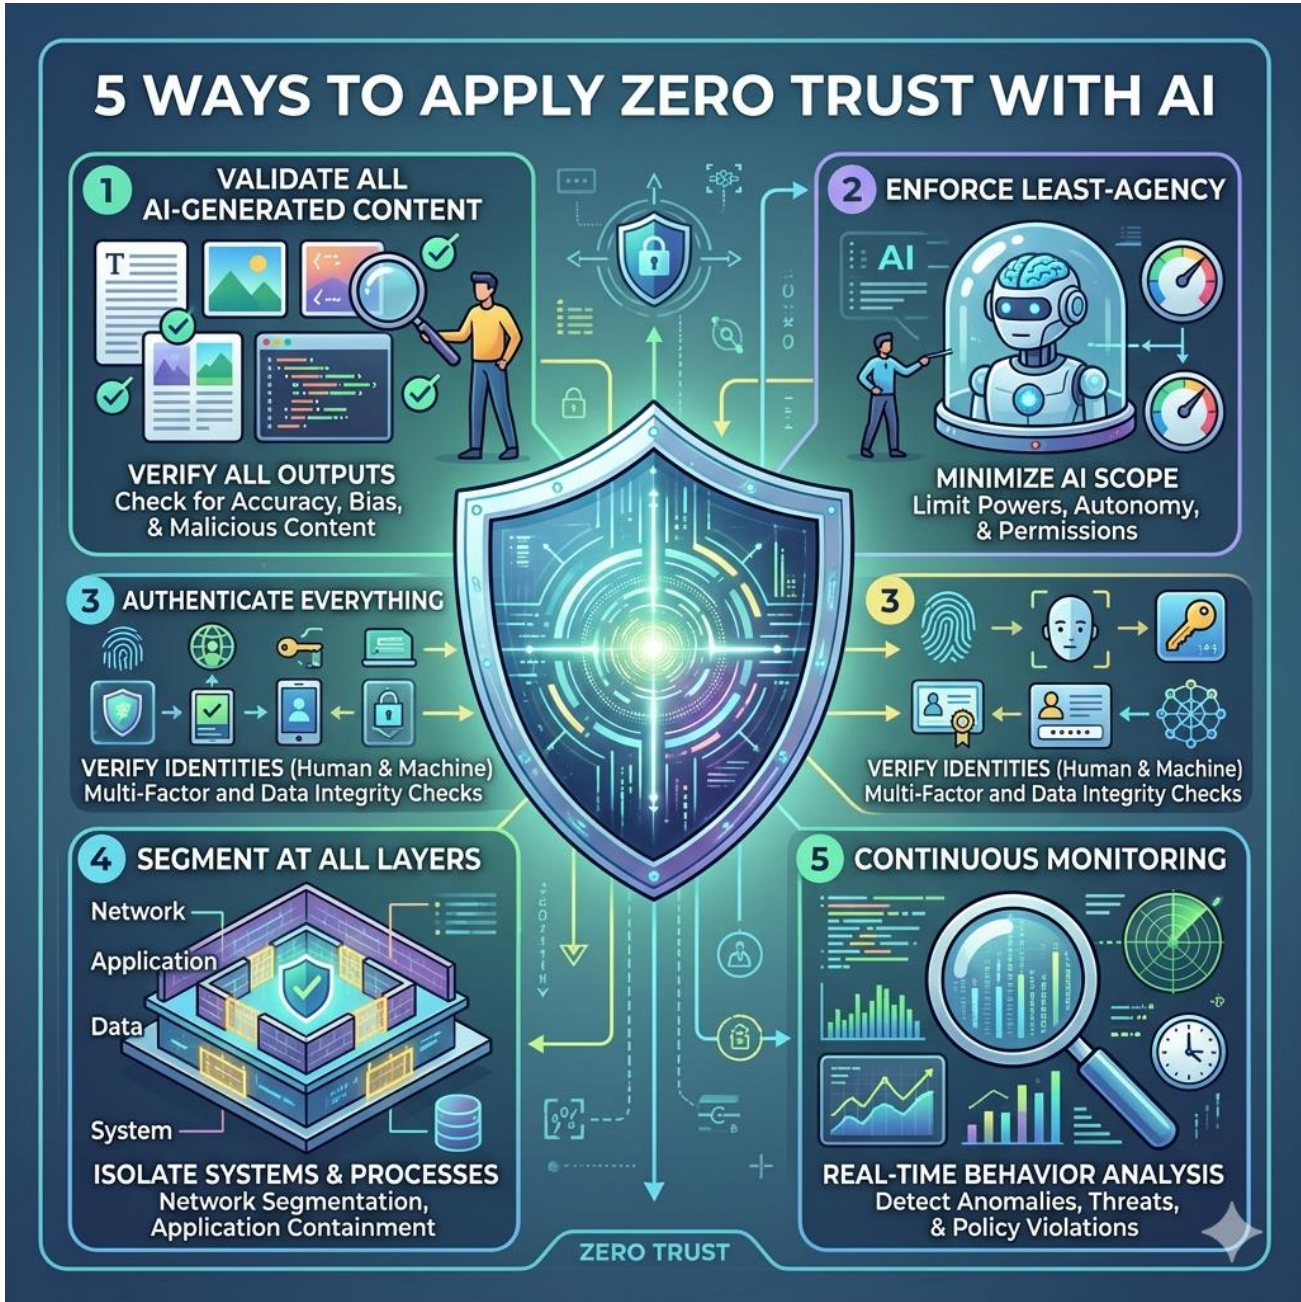 5 WAYS TO APPLY ZERO TRUST WITH AI
1
VALIDATE ALL
AI-GENERATED CONTENT
T
VERIFY ALL OUTPUTS
Check for Accuracy, Bias,
& Malicious Content
2
ENFORCE LEAST-AGENCY
AI
MINIMIZE AI SCOPE
Limit Powers, Autonomy,
& Permissions
3
AUTHENTICATE EVERYTHING
VERIFY IDENTITIES (Human & Machine)
Multi-Factor and Data Integrity Checks
3
VERIFY IDENTITIES (Human & Machine)
Multi-Factor and Data Integrity Checks
4
SEGMENT AT ALL LAYERS
Network
Application
Data
System
ISOLATE SYSTEMS & PROCESSES
Network Segmentation,
Application Containment
5
CONTINUOUS MONITORING
REAL-TIME BEHAVIOR ANALYSIS
Detect Anomalies, Threats,
& Policy Violations
ZERO TRUST